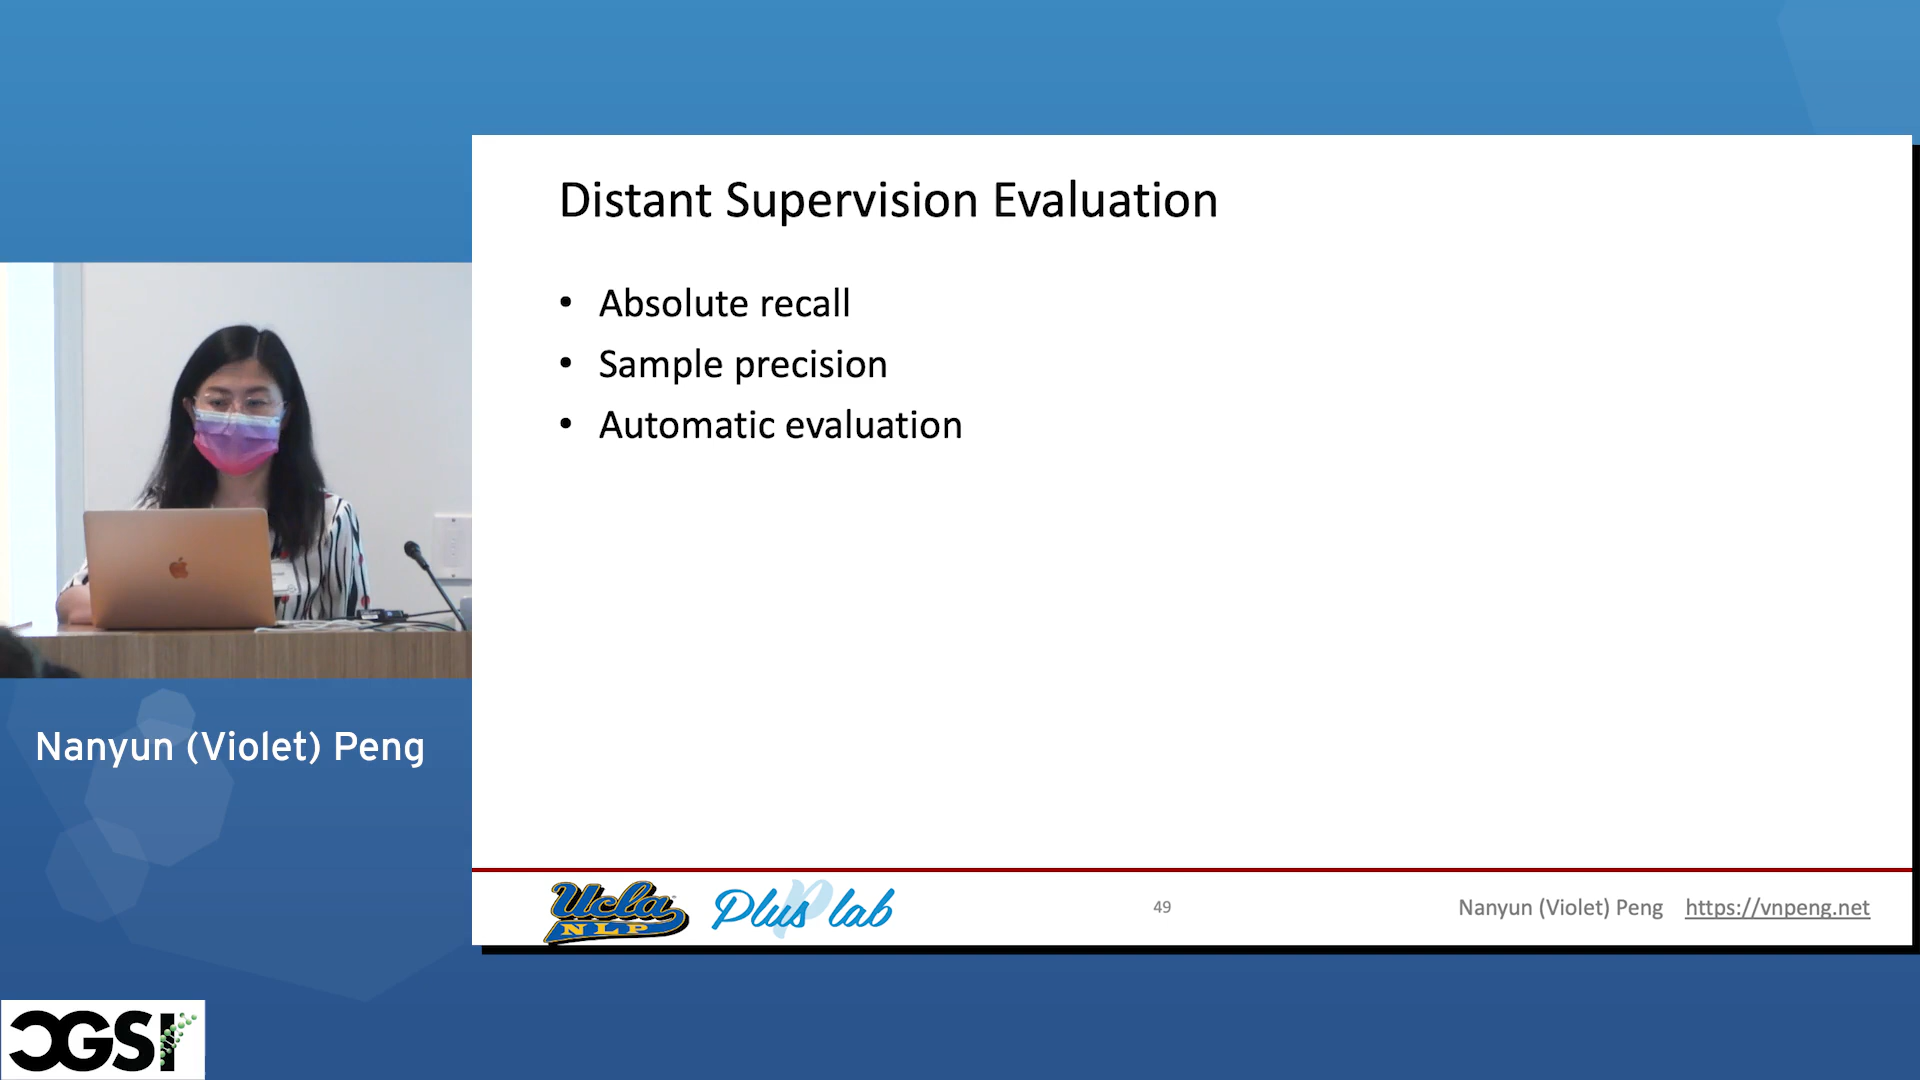 Distant Supervision Evaluation
• Absolute recall
• Sample precision
• Automatic evaluation
Ucla
NLP
Plus lab
49
Nanyun (Violet) Peng https://vnpeng.net
Nanyun (Violet) Peng
CGSI